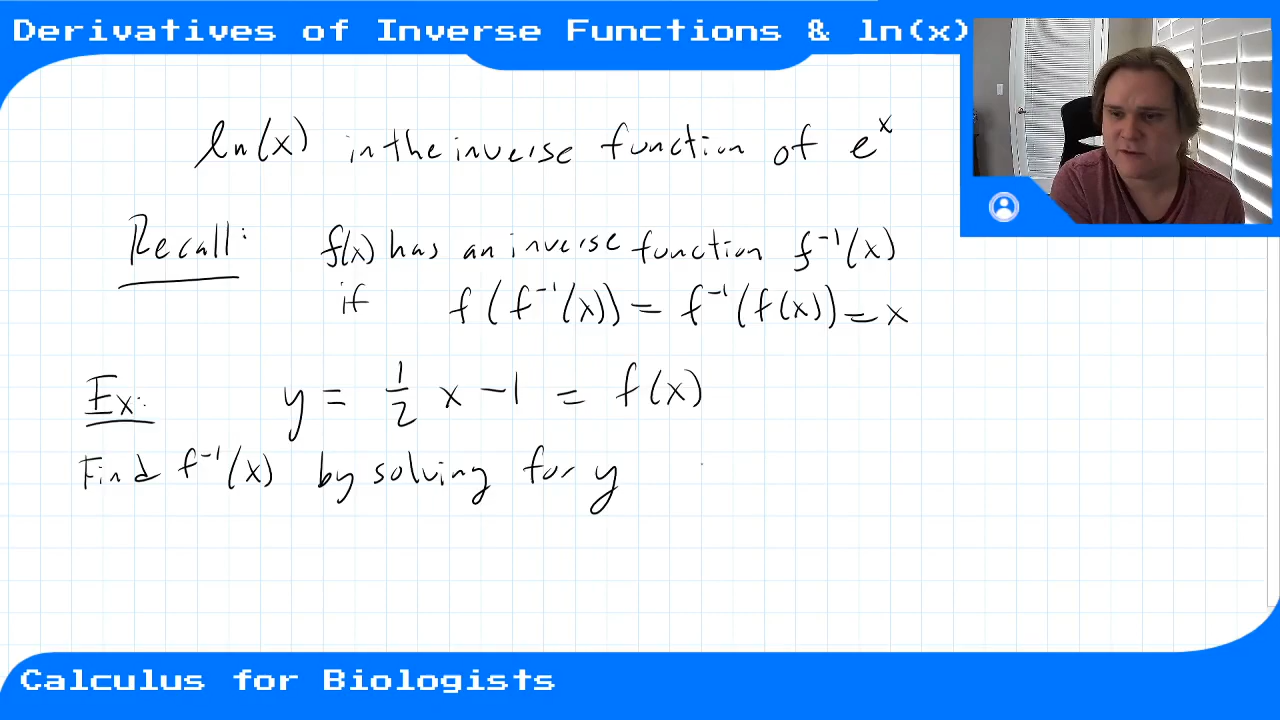 Derivatives of Inverse Functions & ln(x)
ln(x) in the inverse function of e^x
Recall: f(x) has an inverse function f⁻¹(x)
if f(f⁻¹(x)) = f⁻¹(f(x)) = x
Ex: y = 1/2 x - 1 = f(x)
Find f⁻¹(x) by solving for y
Calculus for Biologists